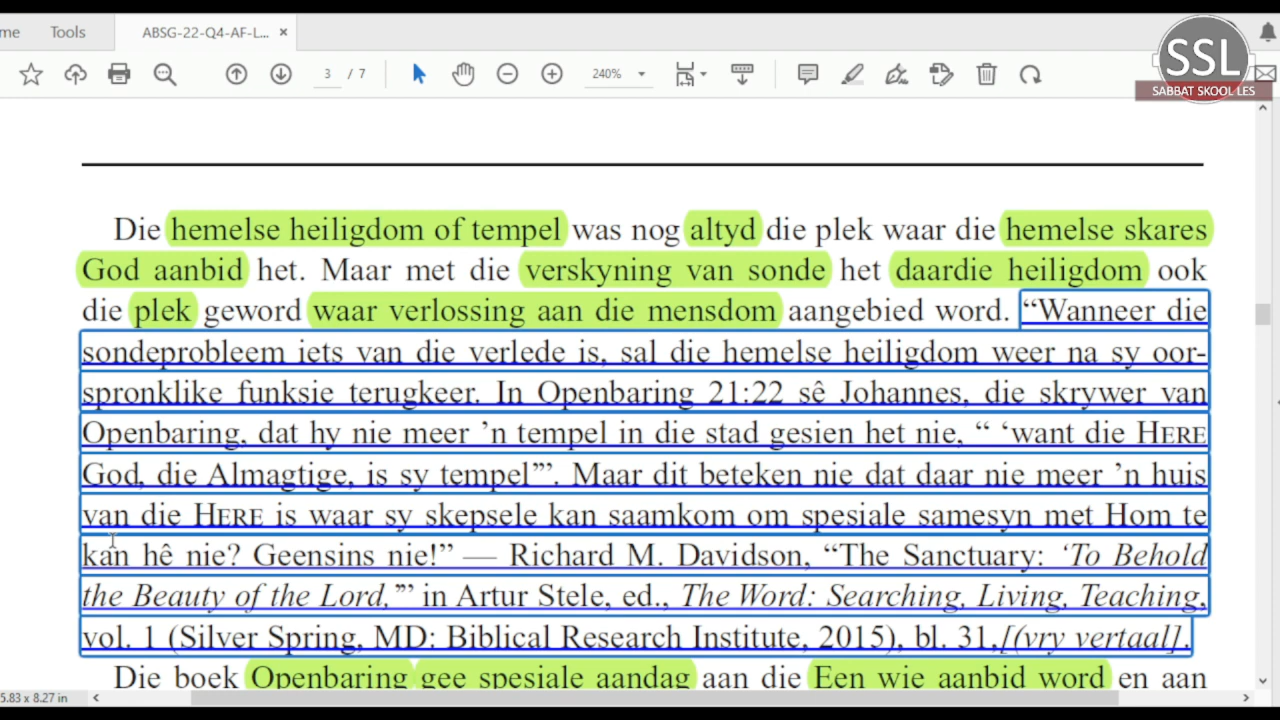 me Tools ABSG-22-Q4-AF-L... ×
SSL
SABBAT SKOOL LES
3 / 7 240%
Die hemelse heiligdom of tempel was nog altyd die plek waar die hemelse skares
God aanbid het. Maar met die verskyning van sonde het daardie heiligdom ook
die plek geword waar verlossing aan die mensdom aangebied word. “Wanneer die
sondeprobleem iets van die verlede is, sal die hemelse heiligdom weer na sy oor-
spronklike funksie terugkeer. In Openbaring 21:22 sê Johannes, die skrywer van
Openbaring, dat hy nie meer ’n tempel in die stad gesien het nie, “ ‘want die HERE
God, die Almagtige, is sy tempel’”. Maar dit beteken nie dat daar nie meer ’n huis
van die HERE is waar sy skepsele kan saamkom om spesiale samesyn met Hom te
kan hê nie? Geensins nie!” — Richard M. Davidson, “The Sanctuary: ‘To Behold
the Beauty of the Lord,’” in Artur Stele, ed., The Word: Searching, Living, Teaching,
vol. 1 (Silver Spring, MD: Biblical Research Institute, 2015), bl. 31,[(vry vertaal].
Die boek Openbaring gee spesiale aandag aan die Een wie aanbid word en aan
5.83 x 8.27 in